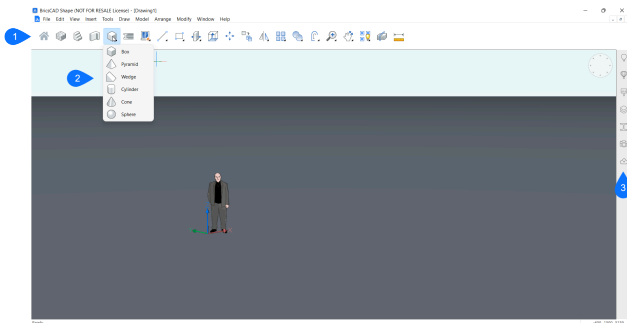 BricsCAD Shape (NOT FOR RESALE License) - [Drawing1]
File Edit View Insert Tools Draw Model Arrange Modify Window Help
1
Box
Pyramid
2
Wedge
Cylinder
Cone
Sphere
3